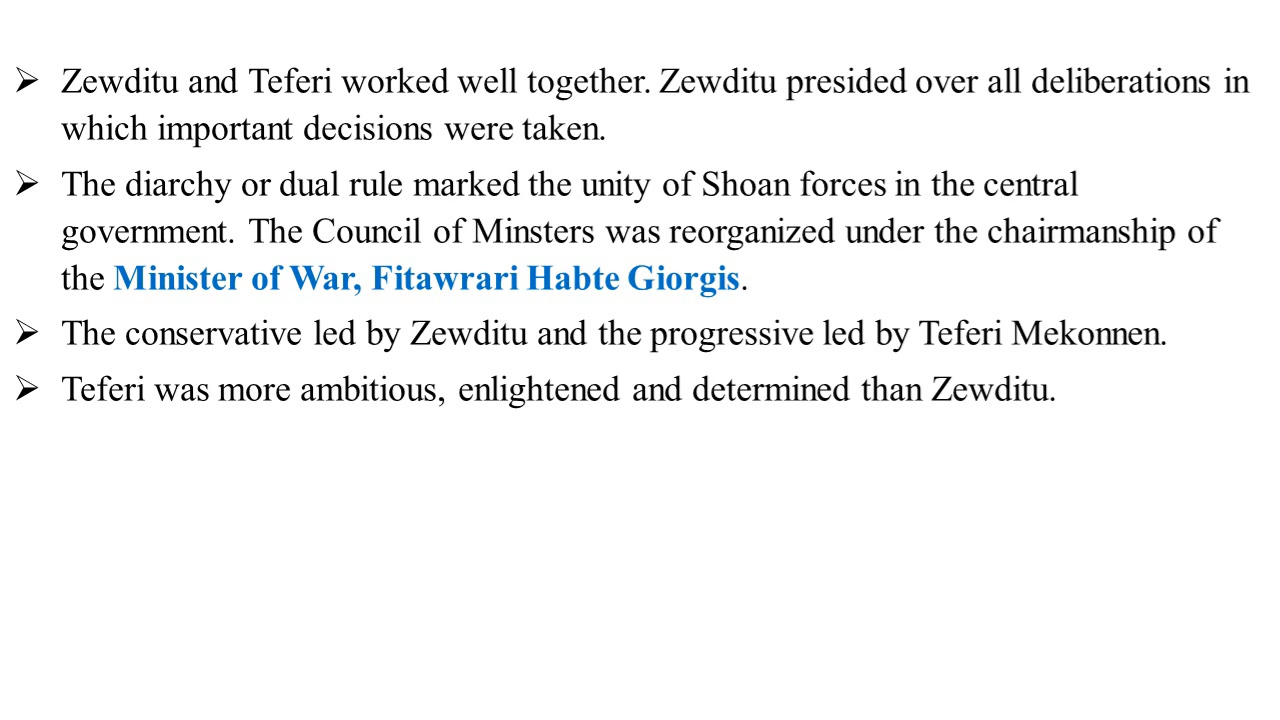 ➢ Zewditu and Teferi worked well together. Zewditu presided over all deliberations in
which important decisions were taken.
➢ The diarchy or dual rule marked the unity of Shoan forces in the central
government. The Council of Minsters was reorganized under the chairmanship of
the Minister of War, Fitawrari Habte Giorgis.
➢ The conservative led by Zewditu and the progressive led by Teferi Mekonnen.
➢ Teferi was more ambitious, enlightened and determined than Zewditu.